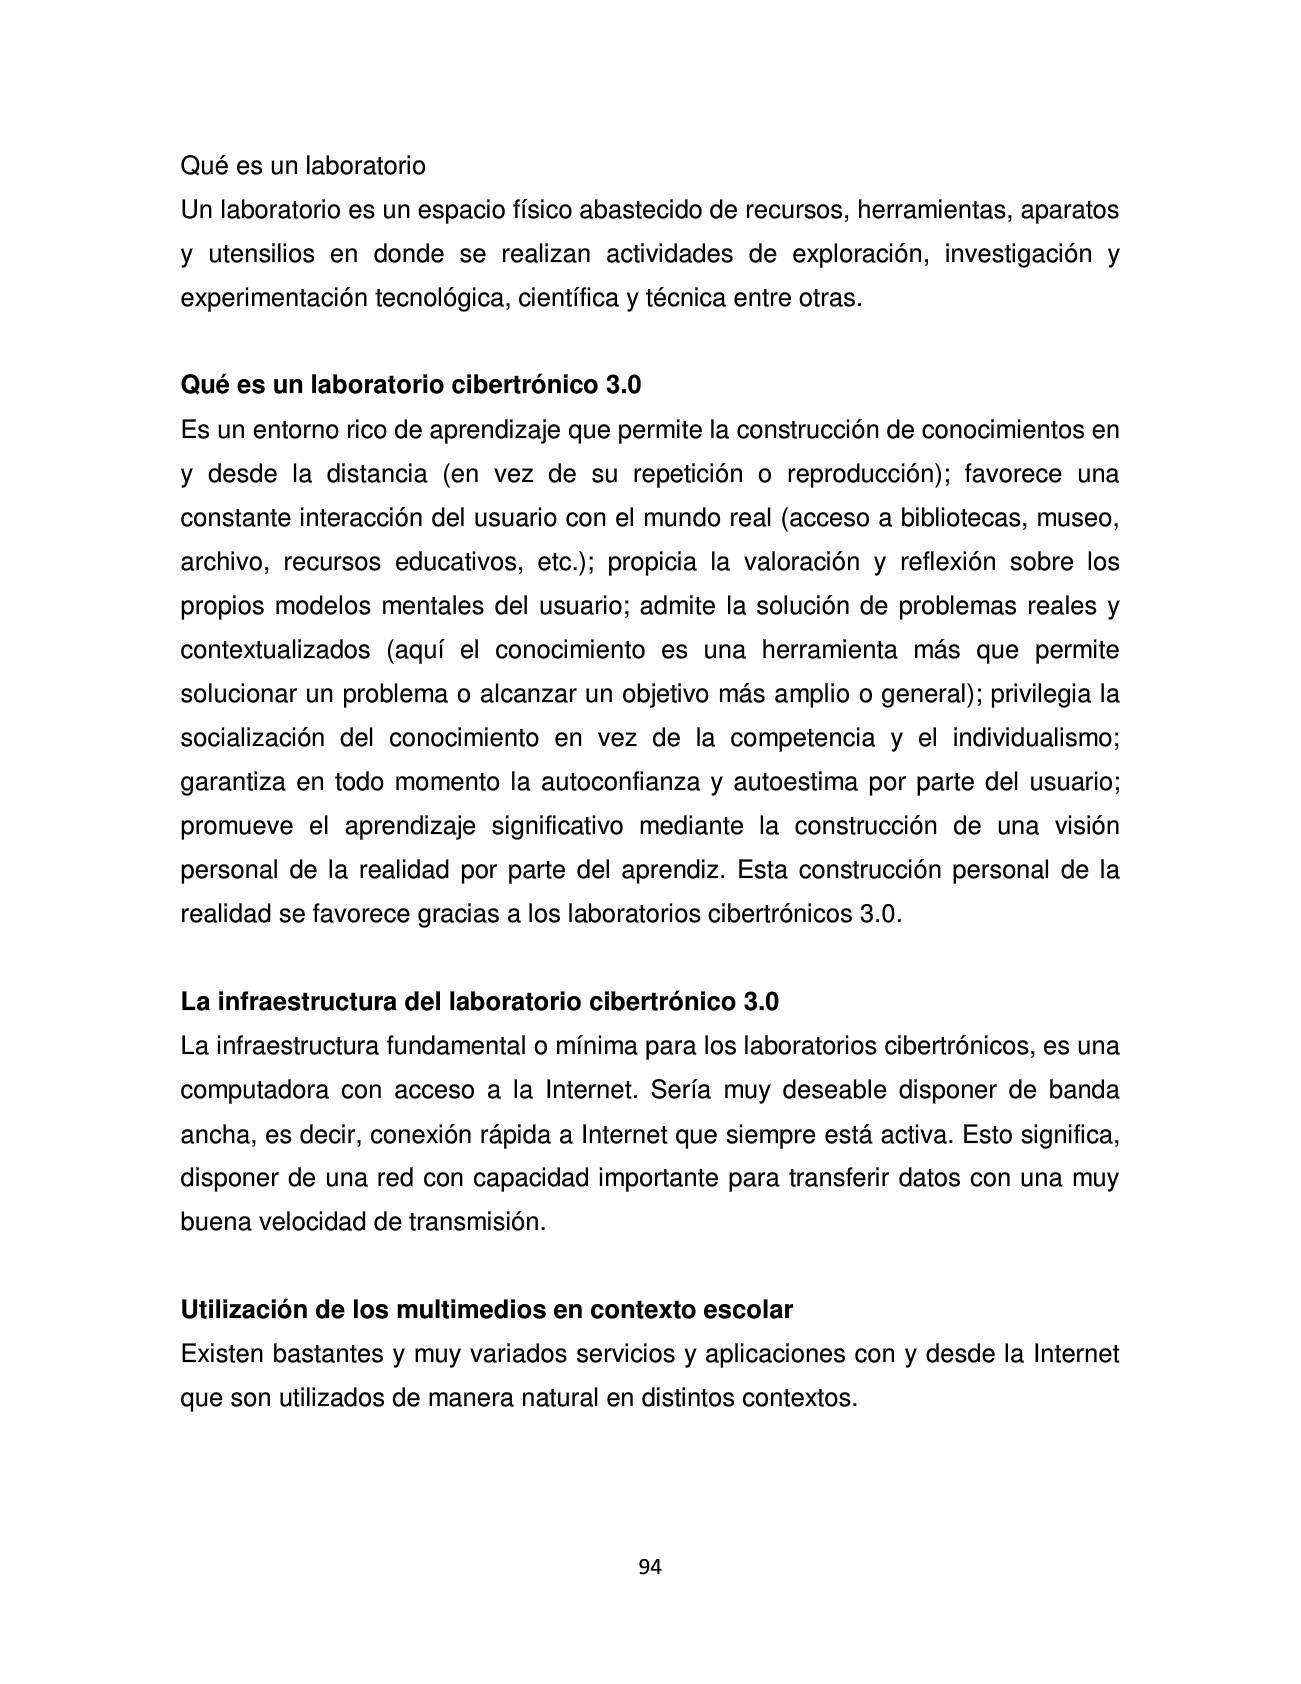 Qué es un laboratorio
Un laboratorio es un espacio físico abastecido de recursos, herramientas, aparatos
y utensilios en donde se realizan actividades de exploración, investigación y
experimentación tecnológica, científica y técnica entre otras.
Qué es un laboratorio cibertrónico 3.0
Es un entorno rico de aprendizaje que permite la construcción de conocimientos en
y desde la distancia (en vez de su repetición o reproducción); favorece una
constante interacción del usuario con el mundo real (acceso a bibliotecas, museo,
archivo, recursos educativos, etc.); propicia la valoración y reflexión sobre los
propios modelos mentales del usuario; admite la solución de problemas reales y
contextualizados (aquí el conocimiento es una herramienta más que permite
solucionar un problema o alcanzar un objetivo más amplio o general); privilegia la
socialización del conocimiento en vez de la competencia y el individualismo;
garantiza en todo momento la autoconfianza y autoestima por parte del usuario;
promueve el aprendizaje significativo mediante la construcción de una visión
personal de la realidad por parte del aprendiz. Esta construcción personal de la
realidad se favorece gracias a los laboratorios cibertrónicos 3.0.
La infraestructura del laboratorio cibertrónico 3.0
La infraestructura fundamental o mínima para los laboratorios cibertrónicos, es una
computadora con acceso a la Internet. Sería muy deseable disponer de banda
ancha, es decir, conexión rápida a Internet que siempre está activa. Esto significa,
disponer de una red con capacidad importante para transferir datos con una muy
buena velocidad de transmisión.
Utilización de los multimedios en contexto escolar
Existen bastantes y muy variados servicios y aplicaciones con y desde la Internet
que son utilizados de manera natural en distintos contextos.
94